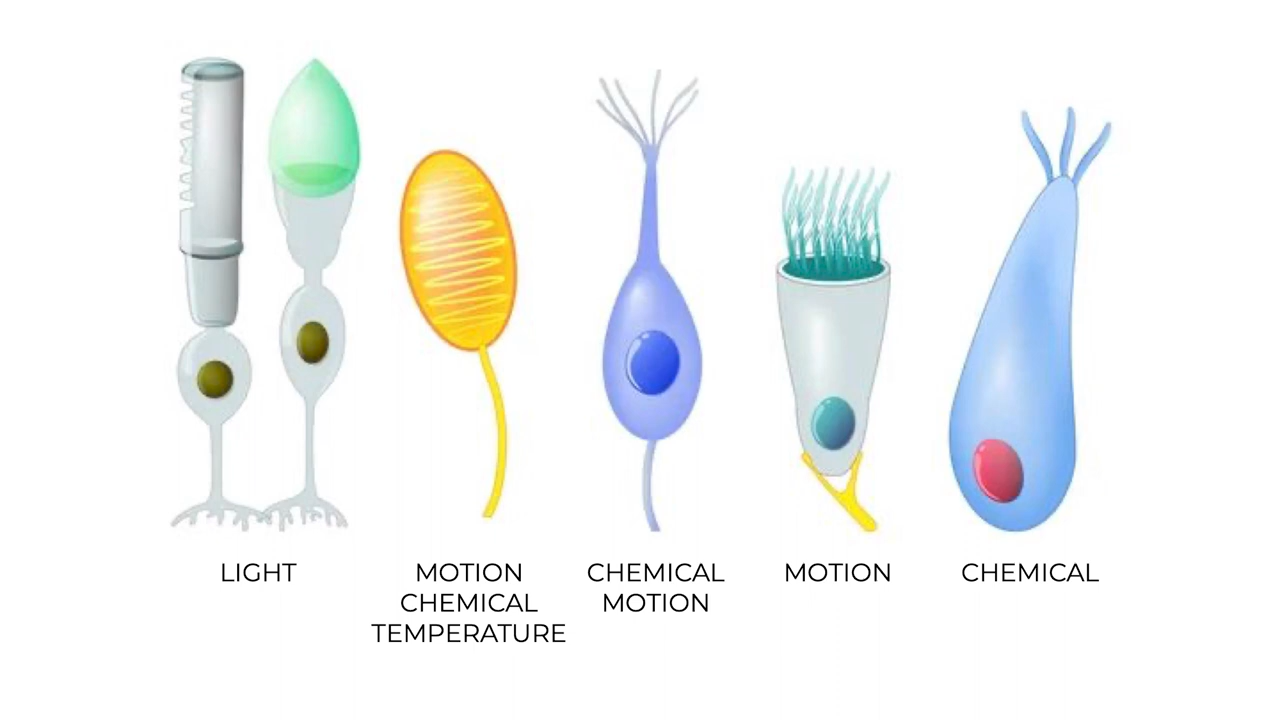 LIGHT
MOTION
CHEMICAL
TEMPERATURE
CHEMICAL
MOTION
MOTION
CHEMICAL